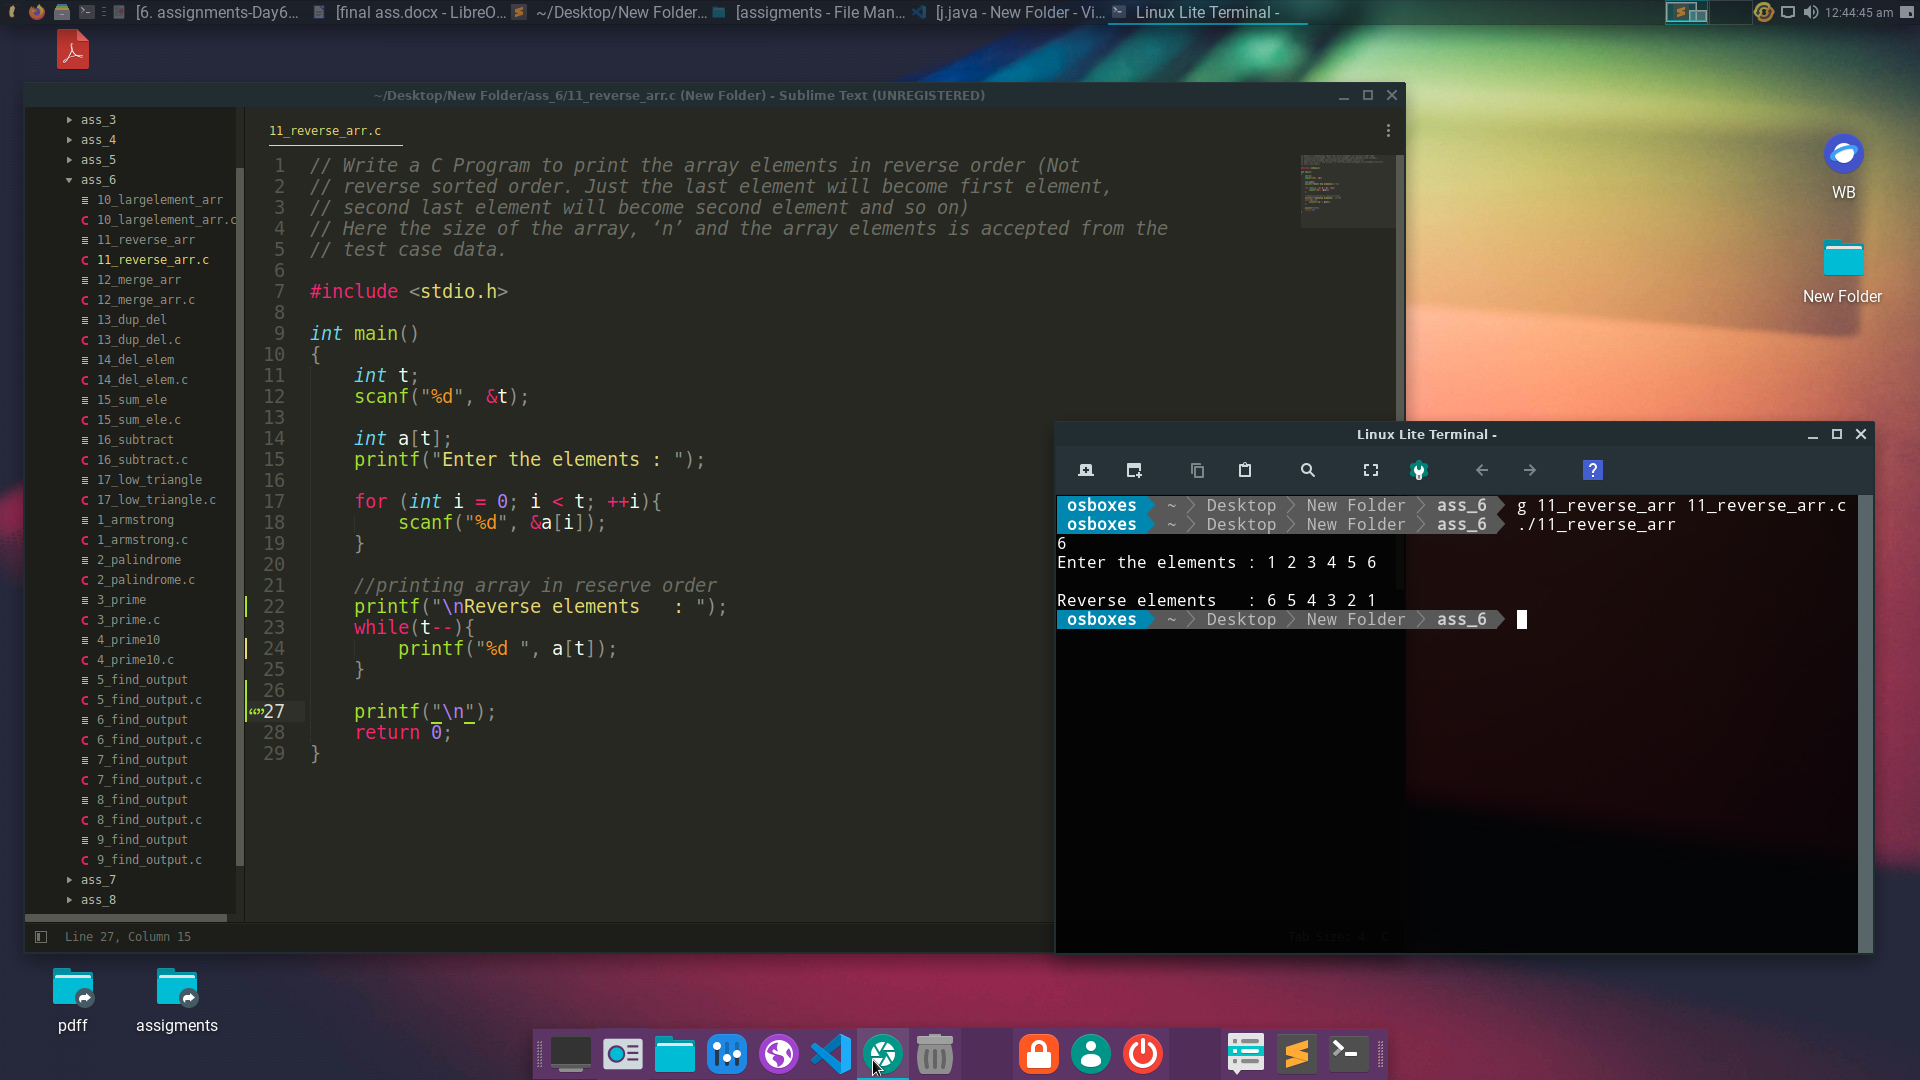 [6. assignments-Day6...
[final ass.docx - LibreO...
~/Desktop/New Folder...
[assigments - File Man...
[j.java - New Folder - Vi...
Linux Lite Terminal -
12:44:45 am
~/Desktop/New Folder/ass_6/11_reverse_arr.c (New Folder) - Sublime Text (UNREGISTERED)
ass_3
ass_4
ass_5
ass_6
10_largelement_arr
10_largelement_arr.c
11_reverse_arr
11_reverse_arr.c
12_merge_arr
12_merge_arr.c
13_dup_del
13_dup_del.c
14_del_elem
14_del_elem.c
15_sum_ele
15_sum_ele.c
16_subtract
16_subtract.c
17_low_triangle
17_low_triangle.c
1_armstrong
1_armstrong.c
2_palindrome
2_palindrome.c
3_prime
3_prime.c
4_prime10
4_prime10.c
5_find_output
5_find_output.c
6_find_output
6_find_output.c
7_find_output
7_find_output.c
8_find_output
8_find_output.c
9_find_output
9_find_output.c
ass_7
ass_8
11_reverse_arr.c
1 // Write a C Program to print the array elements in reverse order (Not
2 // reverse sorted order. Just the last element will become first element,
3 // second last element will become second element and so on)
4 // Here the size of the array, ‘n’ and the array elements is accepted from the
5 // test case data.
6
7 #include <stdio.h>
8
9 int main()
10 {
11 int t;
12 scanf("%d", &t);
13
14 int a[t];
15 printf("Enter the elements : ");
16
17 for (int i = 0; i < t; ++i){
18 scanf("%d", &a[i]);
19 }
20
21 //printing array in reserve order
22 printf("\nReverse elements   : ");
23 while(t--){
24 printf("%d ", a[t]);
25 }
26
27 printf("\n");
28 return 0;
29 }
Line 27, Column 15
Tab Size: 4 C
Linux Lite Terminal -
osboxes ~ Desktop New Folder ass_6 g 11_reverse_arr 11_reverse_arr.c
osboxes ~ Desktop New Folder ass_6 ./11_reverse_arr
6
Enter the elements : 1 2 3 4 5 6
Reverse elements   : 6 5 4 3 2 1
osboxes ~ Desktop New Folder ass_6
WB
New Folder
pdff
assigments